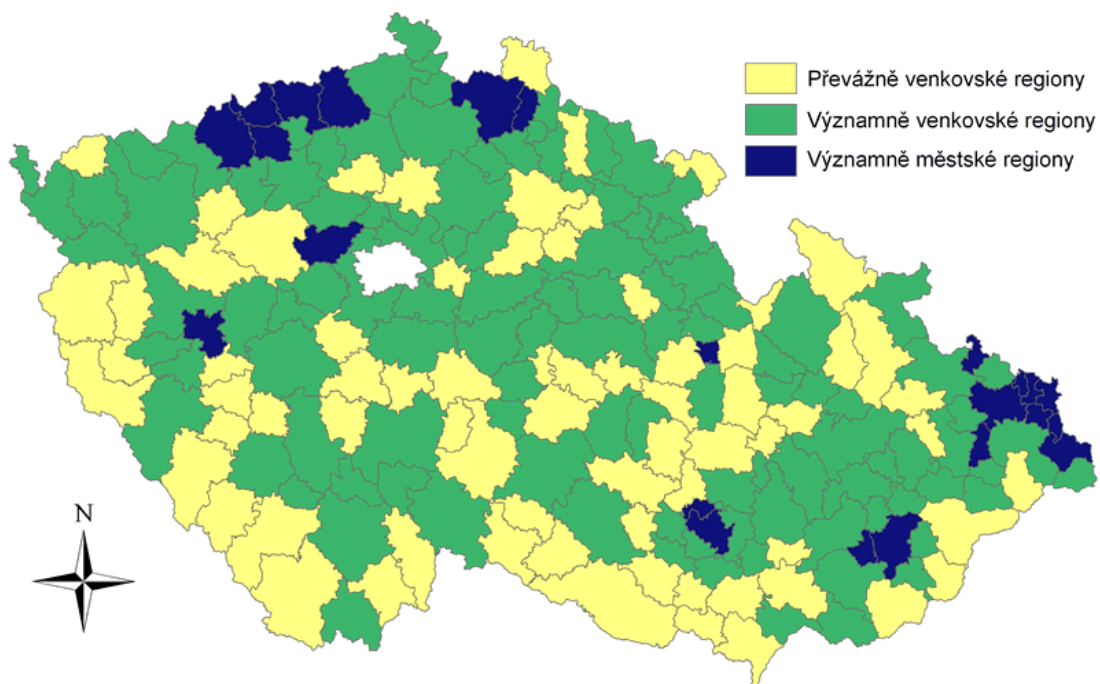 Převážně venkovské regiony
Významně venkovské regiony
Významně městské regiony
N